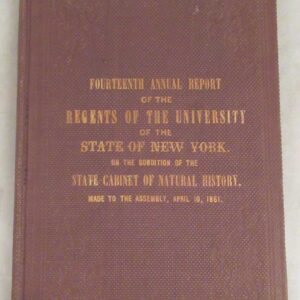 FOURTEENTH ANNUAL REPORT
OF THE
REGENTS OF THE UNIVERSITY
OF THE
STATE OF NEW YORK.
ON THE CONDITION OF THE
STATE CABINET OF NATURAL HISTORY.
MADE TO THE ASSEMBLY, APRIL 10, 1861.